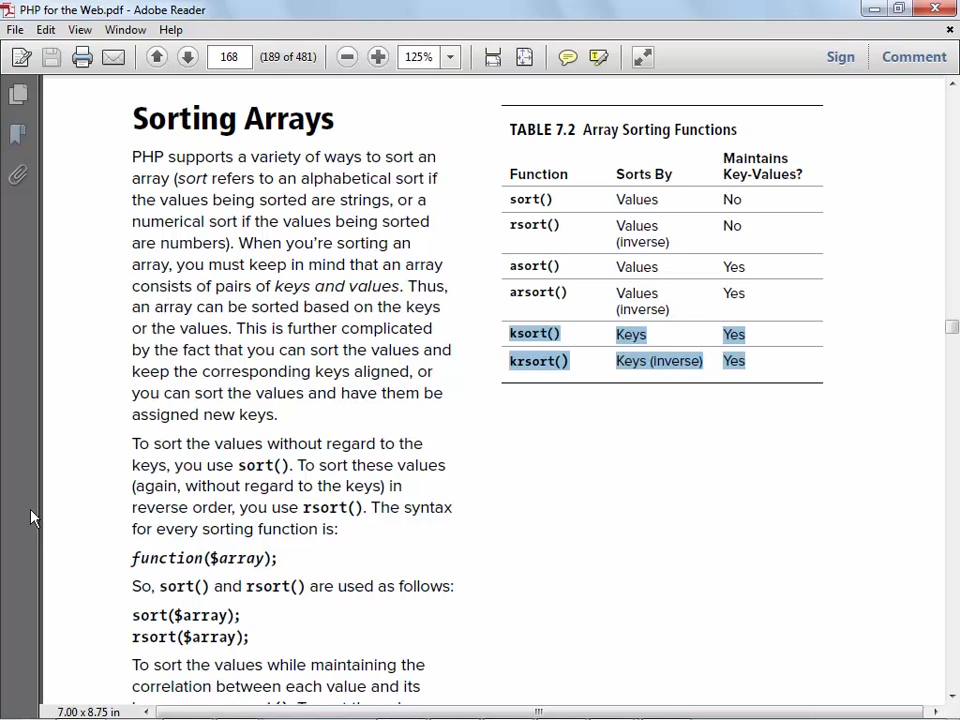 PHP for the Web.pdf - Adobe Reader
File Edit View Window Help
168 (189 of 481) 125% Sign Comment
Sorting Arrays
PHP supports a variety of ways to sort an
array (sort refers to an alphabetical sort if
the values being sorted are strings, or a
numerical sort if the values being sorted
are numbers). When you're sorting an
array, you must keep in mind that an array
consists of pairs of keys and values. Thus,
an array can be sorted based on the keys
or the values. This is further complicated
by the fact that you can sort the values and
keep the corresponding keys aligned, or
you can sort the values and have them be
assigned new keys.
To sort the values without regard to the
keys, you use sort(). To sort these values
(again, without regard to the keys) in
reverse order, you use rsort(). The syntax
for every sorting function is:
function($array);
So, sort() and rsort() are used as follows:
sort($array);
rsort($array);
To sort the values while maintaining the
correlation between each value and its
TABLE 7.2 Array Sorting Functions
Maintains
Function Sorts By Key-Values?
sort() Values No
rsort() Values No
(inverse)
asort() Values Yes
arsort() Values Yes
(inverse)
ksort() Keys Yes
krsort() Keys (inverse) Yes
7.00 x 8.75 in